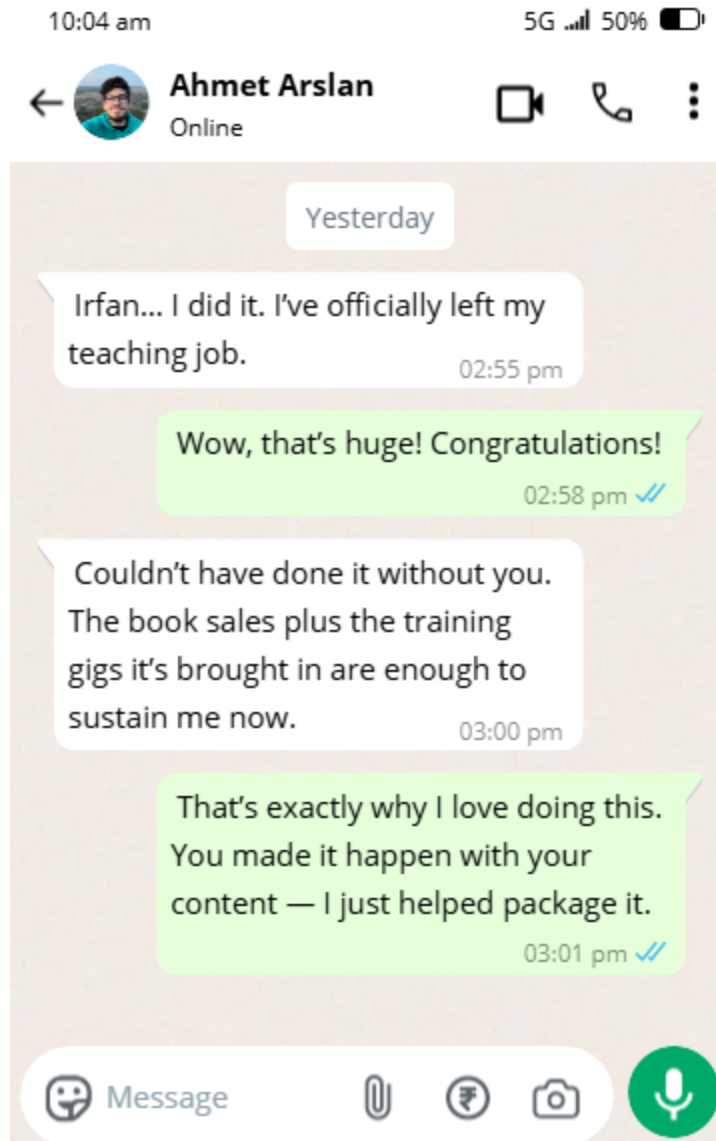 10:04 am 5G 50%
Ahmet Arslan
Online
Yesterday
Irfan... I did it. I’ve officially left my
teaching job.
02:55 pm
Wow, that’s huge! Congratulations!
02:58 pm
Couldn’t have done it without you.
The book sales plus the training
gigs it’s brought in are enough to
sustain me now.
03:00 pm
That’s exactly why I love doing this.
You made it happen with your
content — I just helped package it.
03:01 pm
Message ₹